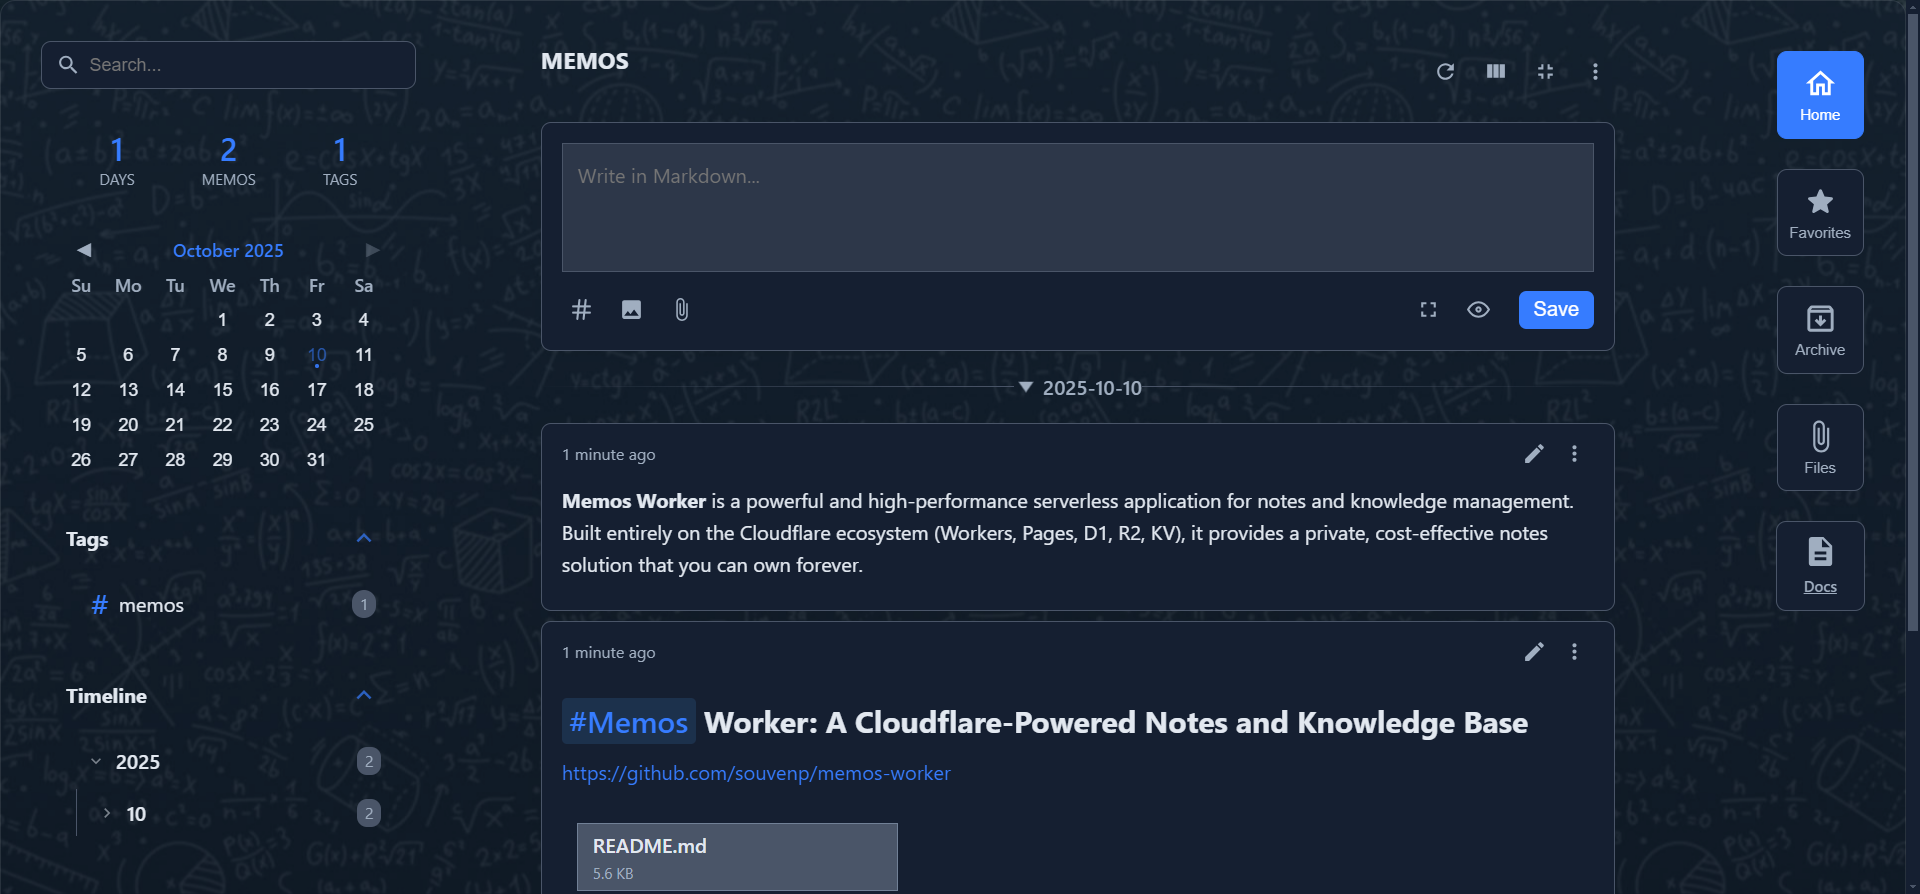 Search...
1 2 1
DAYS MEMOS TAGS
October 2025
Su Mo Tu We Th Fr Sa
1 2 3 4
5 6 7 8 9 10 11
12 13 14 15 16 17 18
19 20 21 22 23 24 25
26 27 28 29 30 31
Tags
# memos 1
Timeline
2025 2
10 2
MEMOS
Write in Markdown...
Save
2025-10-10
1 minute ago
Memos Worker is a powerful and high-performance serverless application for notes and knowledge management.
Built entirely on the Cloudflare ecosystem (Workers, Pages, D1, R2, KV), it provides a private, cost-effective notes
solution that you can own forever.
1 minute ago
#Memos Worker: A Cloudflare-Powered Notes and Knowledge Base
https://github.com/souvenp/memos-worker
README.md
5.6 KB
Home
Favorites
Archive
Files
Docs